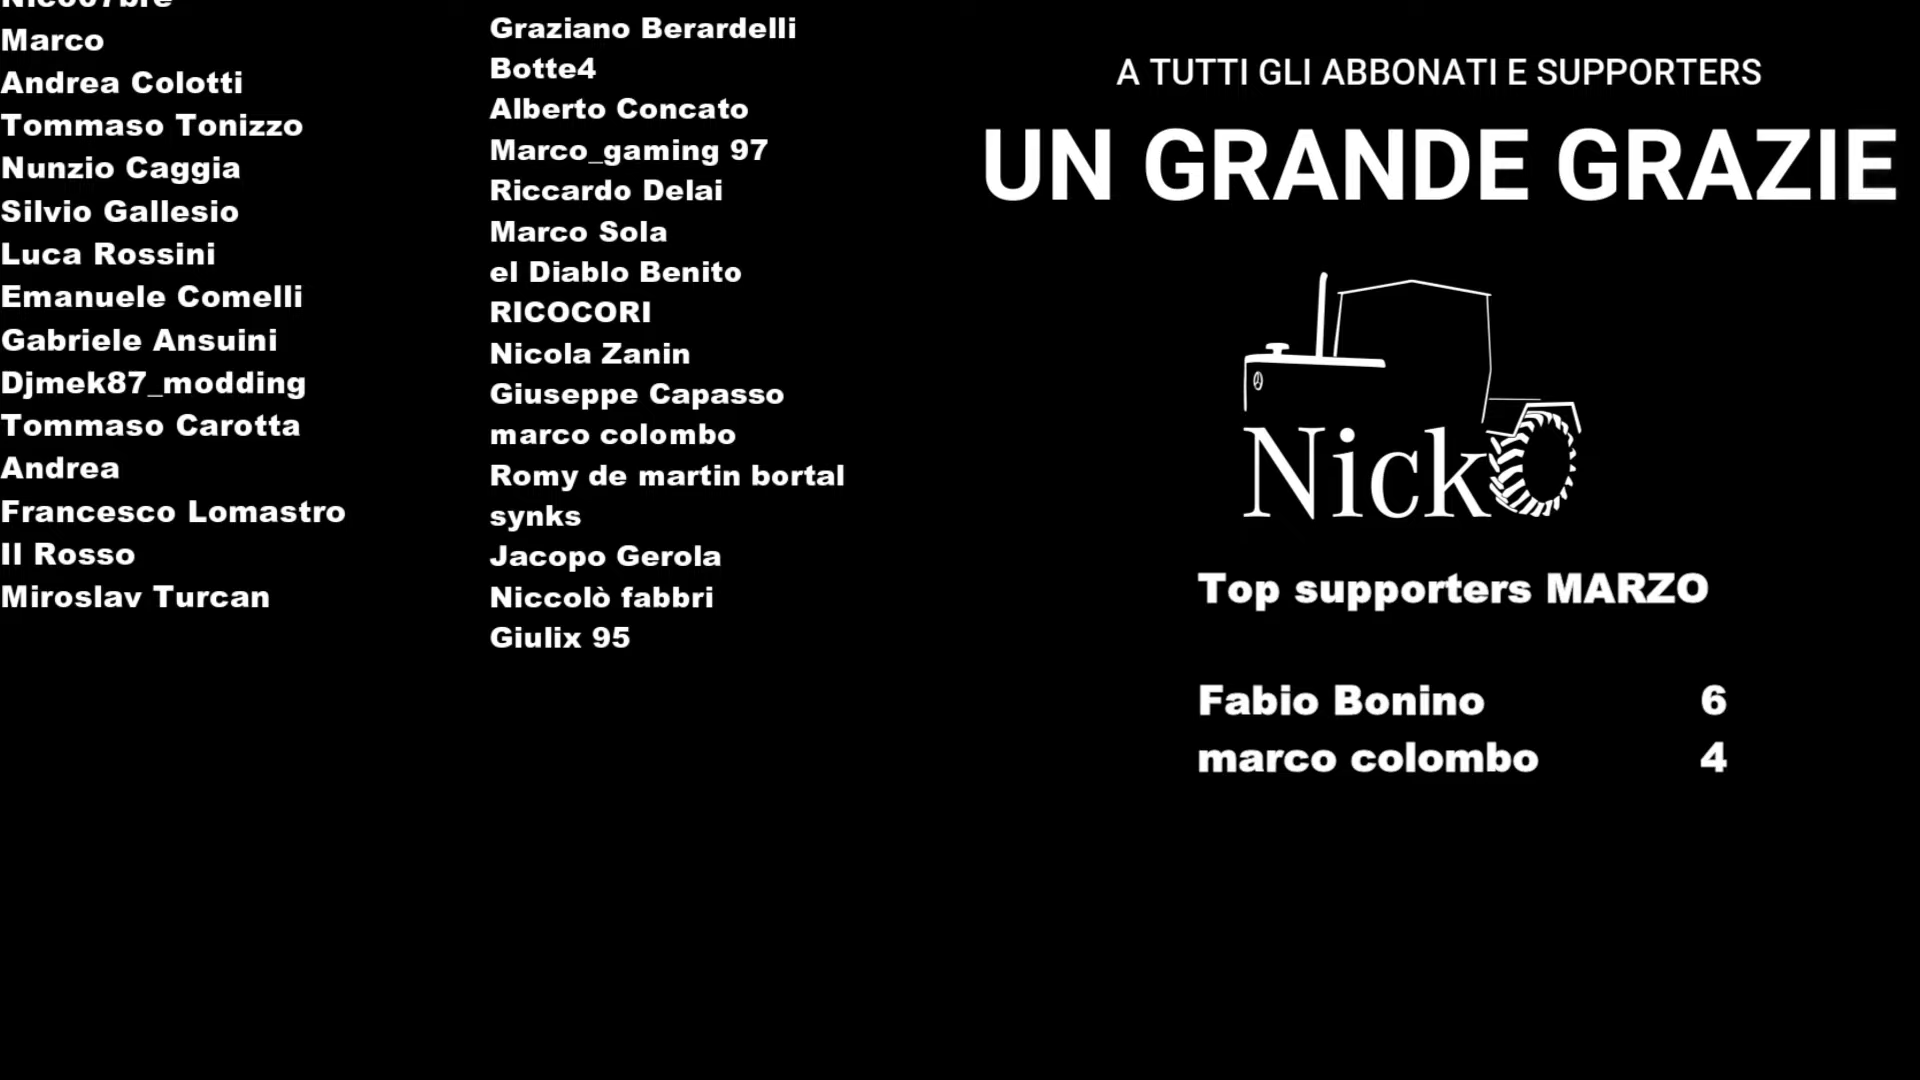 Marco
Andrea Colotti
Tommaso Tonizzo
Nunzio Caggia
Silvio Gallesio
Luca Rossini
Emanuele Comelli
Gabriele Ansuini
Djmek87_modding
Tommaso Carotta
Andrea
Francesco Lomastro
Il Rosso
Miroslav Turcan
Graziano Berardelli
Botte4
Alberto Concato
Marco_gaming 97
Riccardo Delai
Marco Sola
el Diablo Benito
RICOCORI
Nicola Zanin
Giuseppe Capasso
marco colombo
Romy de martin bortal
synks
Jacopo Gerola
Niccolò fabbri
Giulix 95
A TUTTI GLI ABBONATI E SUPPORTERS
UN GRANDE GRAZIE
NickO
Top supporters MARZO
Fabio Bonino 6
marco colombo 4